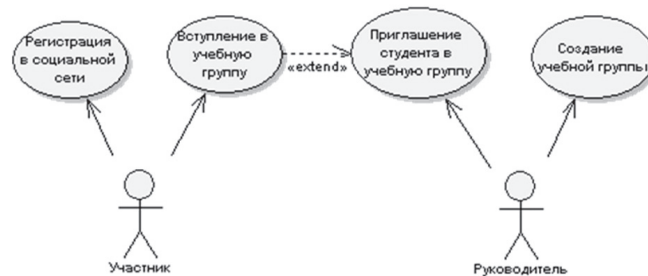 Регистрация
в социальной
сети
Вступление в
учебную
группу
«extend»
Приглашение
студента в
учебную группу
Создание
учебной группы
Участник
Руководитель